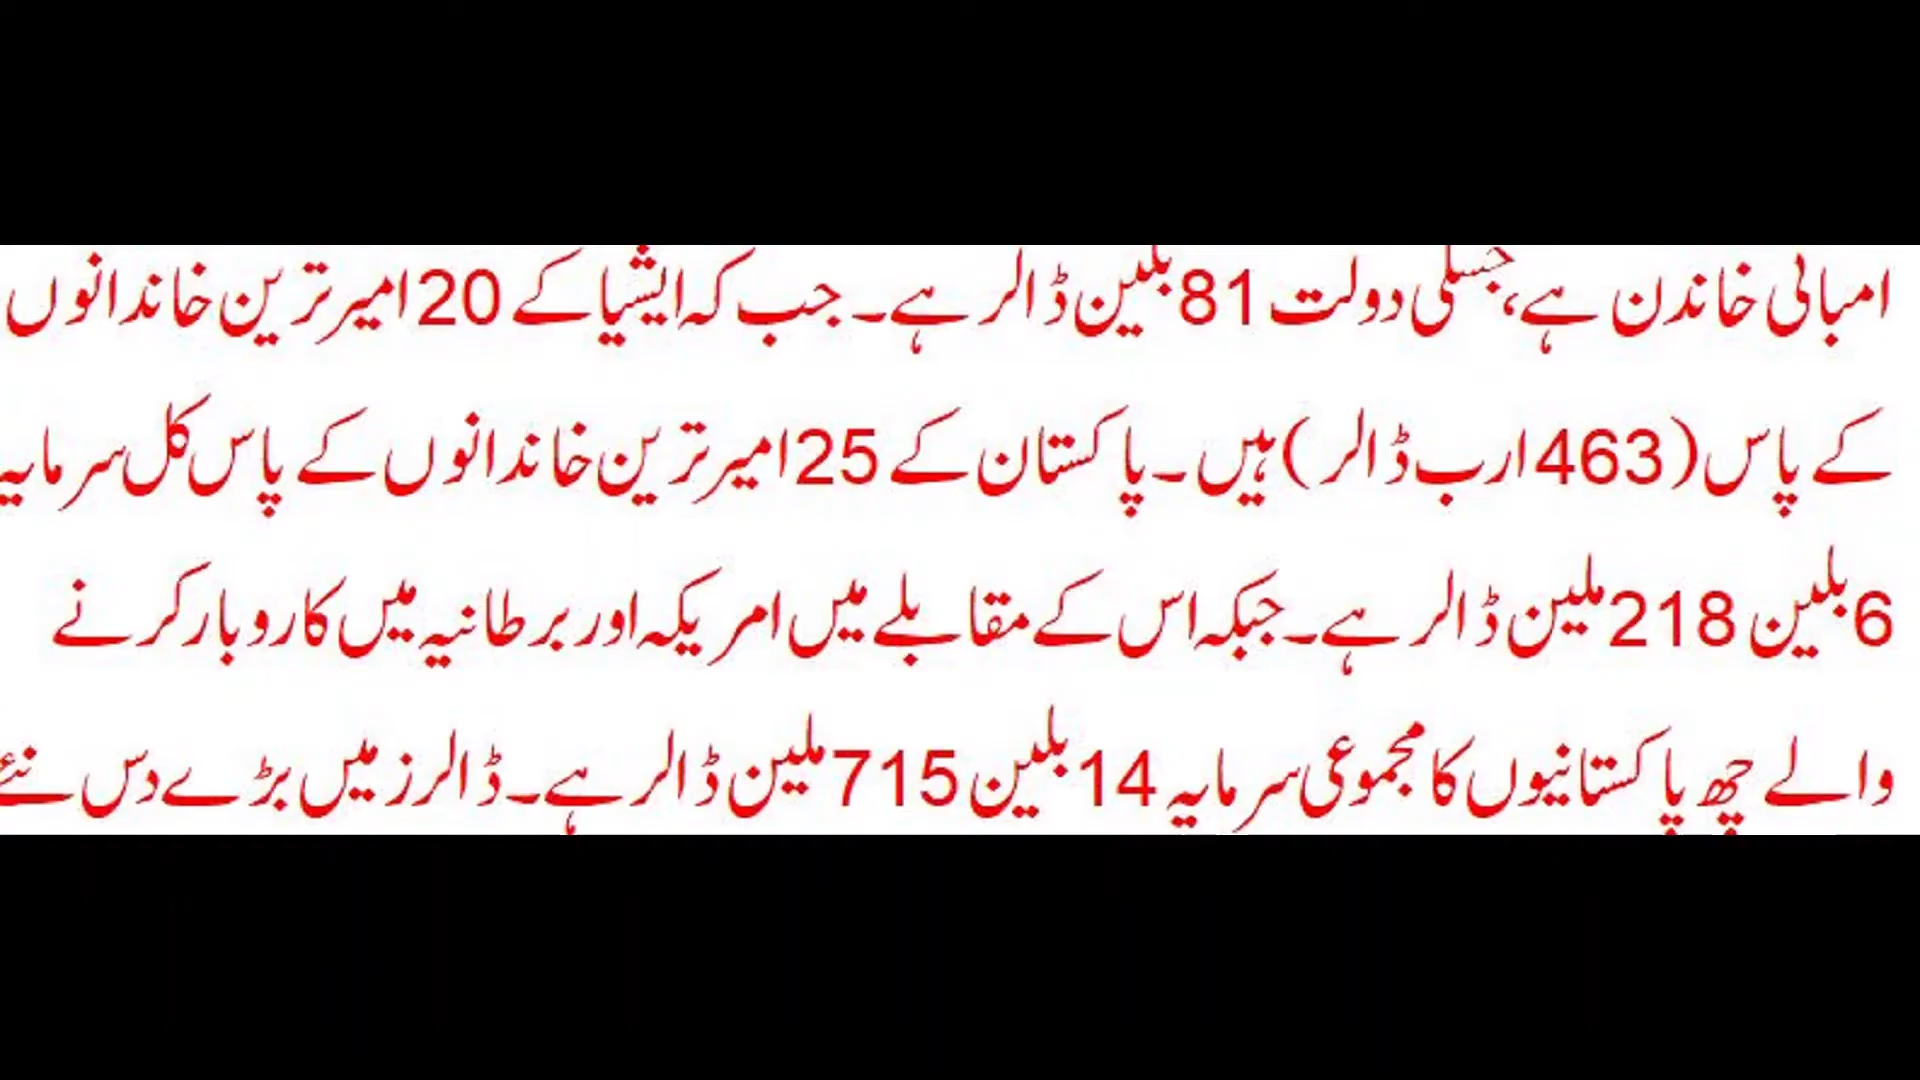 امبانی خاندن ہے، جسکی دولت 81 بلین ڈالر ہے۔ جب کہ ایشیا کے 20 امیر ترین خاندانوں
کے پاس (463 ارب ڈالر) ہیں۔ پاکستان کے 25 امیر ترین خاندانوں کے پاس کل سرمایہ
6 بلین 218 ملین ڈالر ہے۔ جبکہ اس کے مقابلے میں امریکہ اور برطانیہ میں کاروبار کرنے
والے چھ پاکستانیوں کا مجموعی سرمایہ 14 بلین 715 ملین ڈالر ہے۔ ڈالرز میں بڑے دس نئے